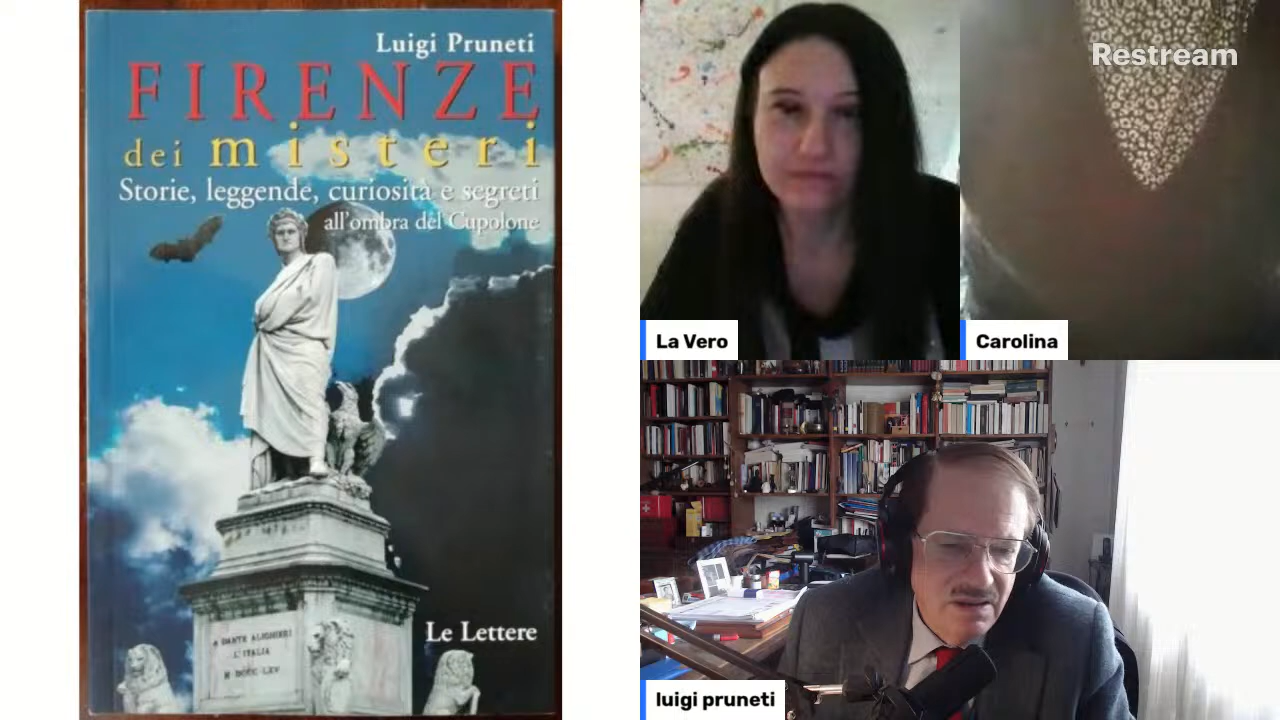 Luigi Pruneti
FIRENZE
dei misteri
Storie, leggende, curiosità e segreti
all'ombra del Cupolone
A DANTE ALIGHIERI
L'ITALIA
M DCCC LXV
Le Lettere
Restream
La Vero
Carolina
luigi pruneti